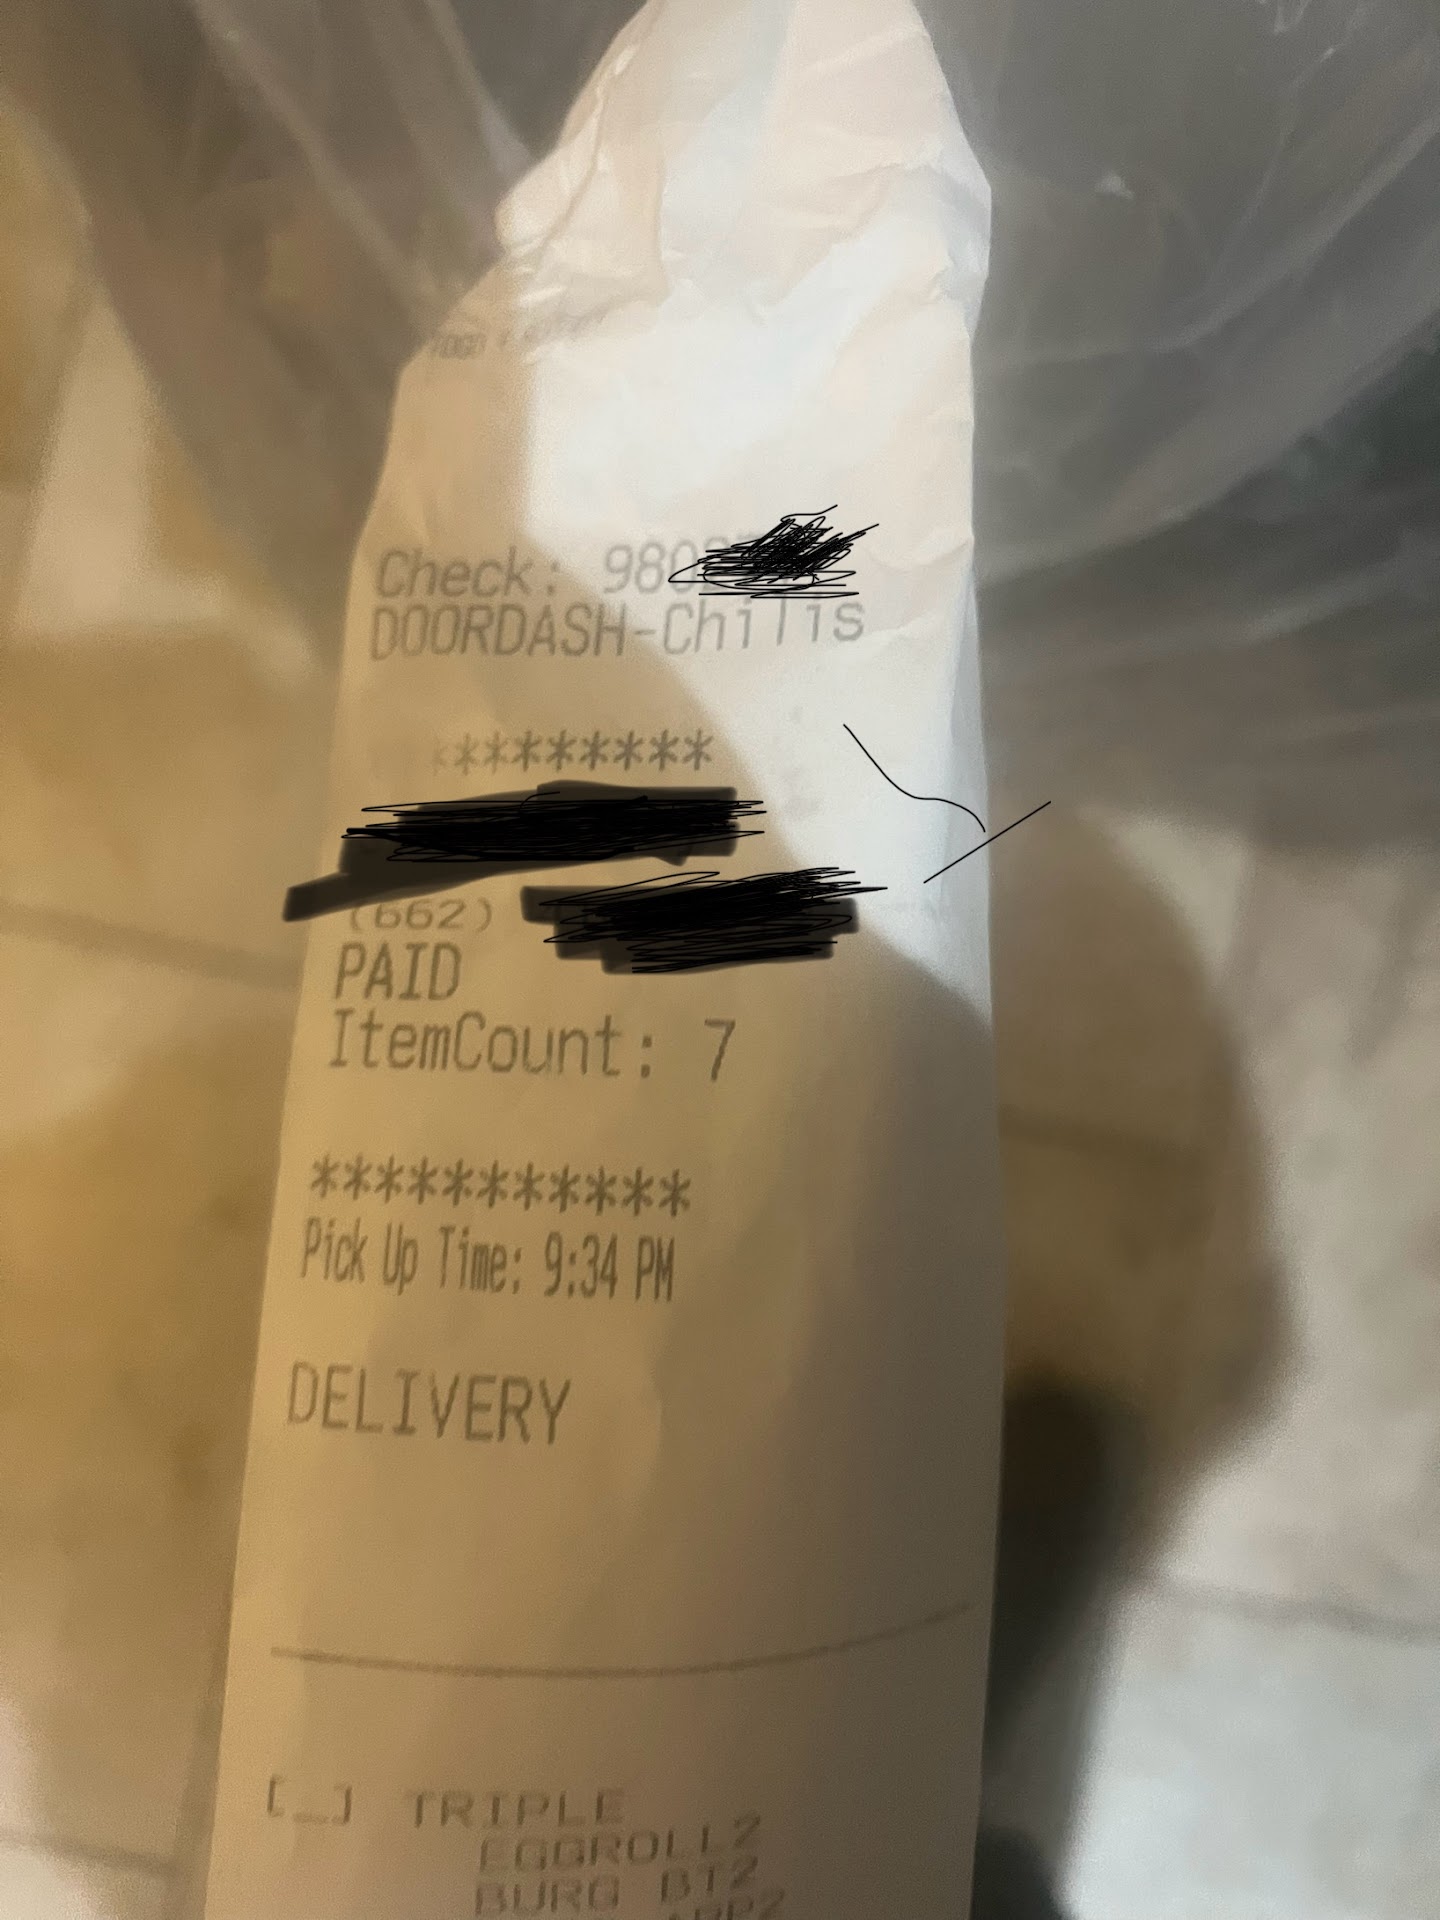 Check: 980
DOORDASH-Chilis
*********
(662)
PAID
ItemCount: 7
***********
Pick Up Time: 9:34 PM
DELIVERY
[_] TRIPLE
EGGROLL2
BURG BT2